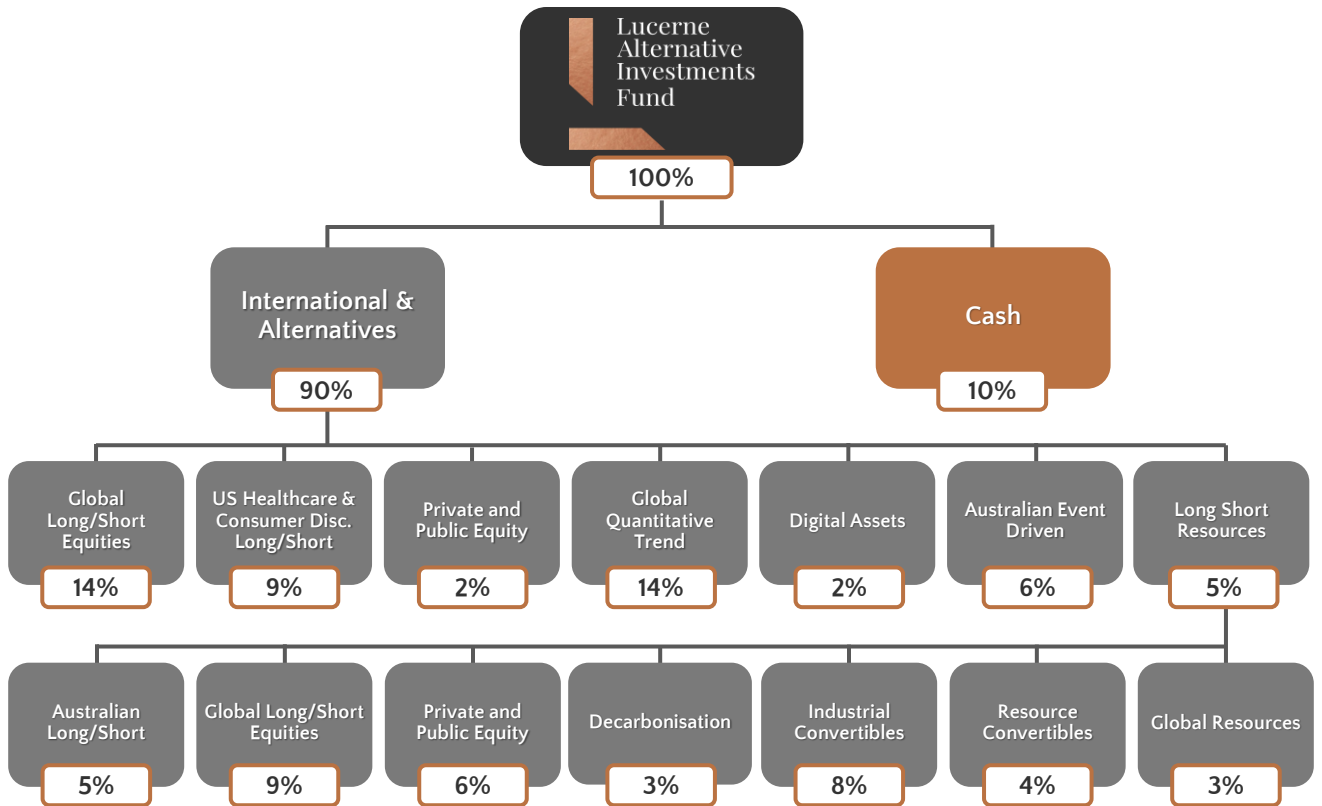 Lucerne
Alternative
Investments
Fund
100%
International &
Alternatives
90%
Cash
10%
Global
Long/Short
Equities
14%
US Healthcare &
Consumer Disc.
Long/Short
9%
Private and
Public Equity
2%
Global
Quantitative
Trend
14%
Digital Assets
2%
Australian Event
Driven
6%
Long Short
Resources
5%
Australian
Long/Short
5%
Global Long/Short
Equities
9%
Private and
Public Equity
6%
Decarbonisation
3%
Industrial
Convertibles
8%
Resource
Convertibles
4%
Global Resources
3%